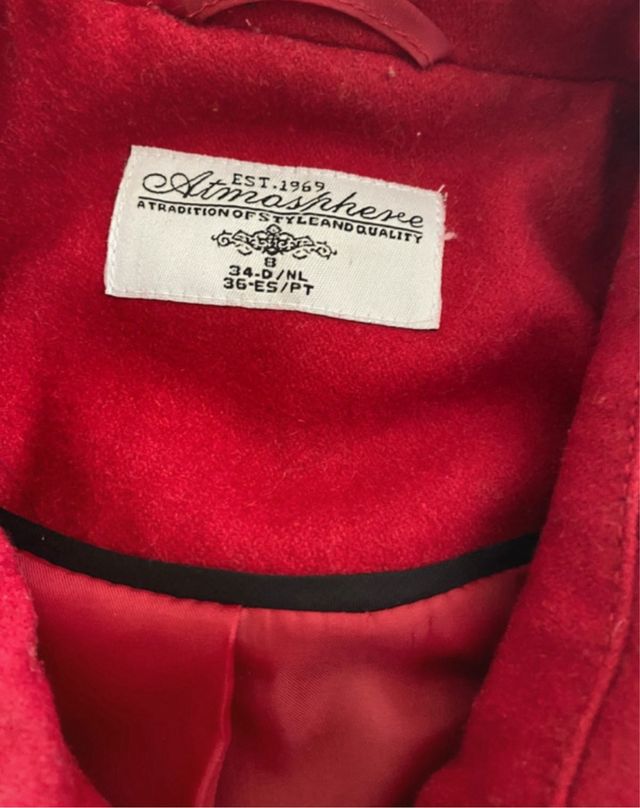 EST.1969
Atmosphere
A TRADITION OF STYLE AND QUALITY
8
34-D/NL
36-ES/PT